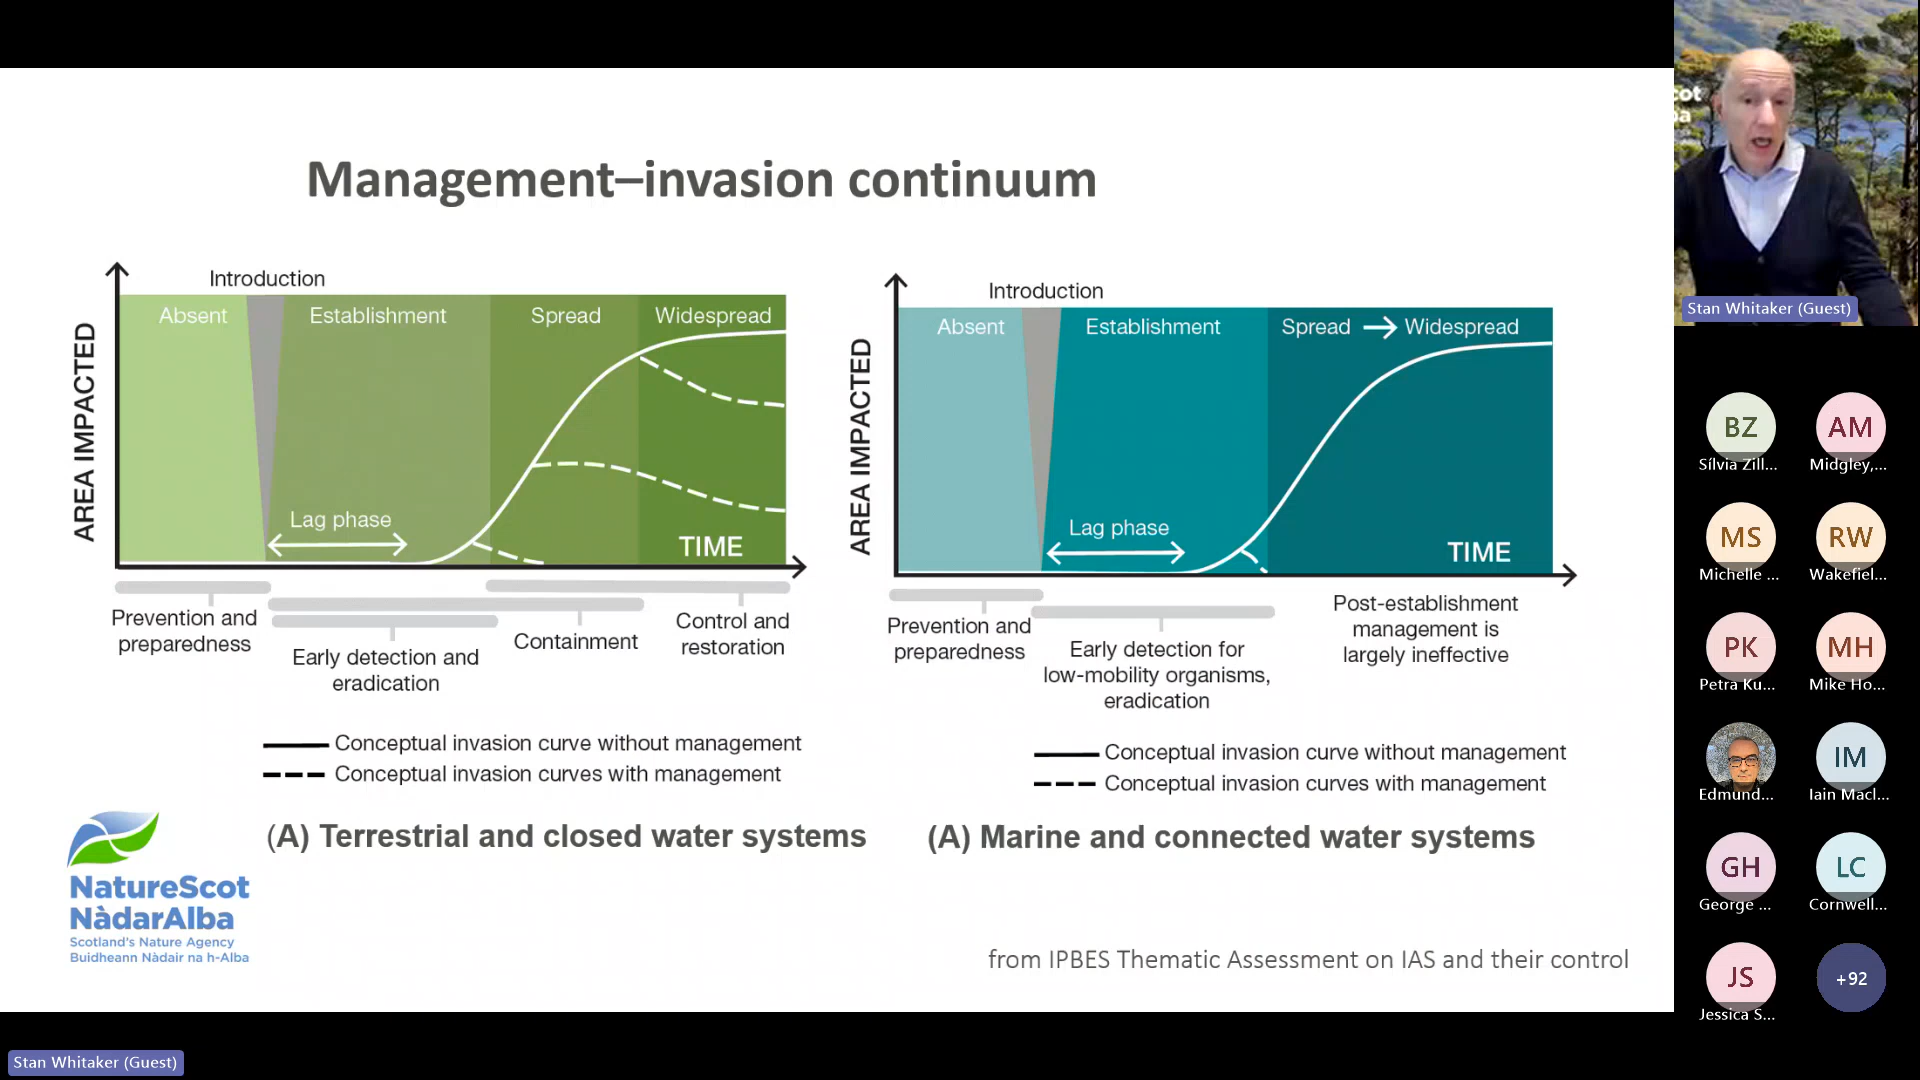 Management–invasion continuum
Introduction
Absent
Establishment
Spread
Widespread
AREA IMPACTED
Lag phase
TIME
Prevention and
preparedness
Early detection and
eradication
Containment
Control and
restoration
Conceptual invasion curve without management
Conceptual invasion curves with management
(A) Terrestrial and closed water systems
Introduction
Absent
Establishment
Spread
Widespread
AREA IMPACTED
Lag phase
TIME
Prevention and
preparedness
Early detection for
low-mobility organisms,
eradication
Post-establishment
management is
largely ineffective
Conceptual invasion curve without management
Conceptual invasion curves with management
(A) Marine and connected water systems
NatureScot
NàdarAlba
Scotland's Nature Agency
Buidheann Nàdair na h-Alba
from IPBES Thematic Assessment on IAS and their control
Stan Whitaker (Guest)
cot
ba
Stan Whitaker (Guest)
BZ
Sílvia Zill...
AM
Midgley,...
MS
Michelle ...
RW
Wakefiel...
PK
Petra Ku...
MH
Mike Ho...
Edmund...
IM
Iain Macl...
GH
George ...
LC
Cornwell...
JS
Jessica S...
+92